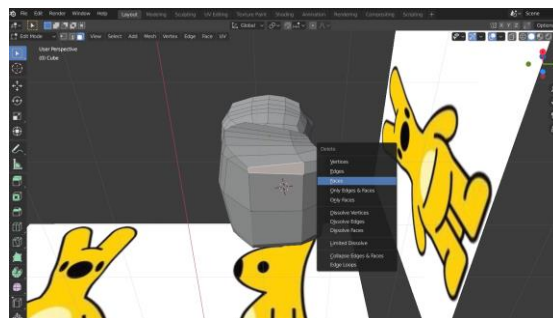 File Edit Render Window Help Layout Modeling Sculpting UV Editing Texture Paint Shading Animation Rendering Compositing Scripting + Scene
Global
Options
Edit Mode View Select Add Mesh Vertex Edge Face UV
User Perspective
(0) Cube
Delete
Vertices
Edges
Faces
Only Edges & Faces
Only Faces
Dissolve Vertices
Dissolve Edges
Dissolve Faces
Limited Dissolve
Collapse Edges & Faces
Edge Loops